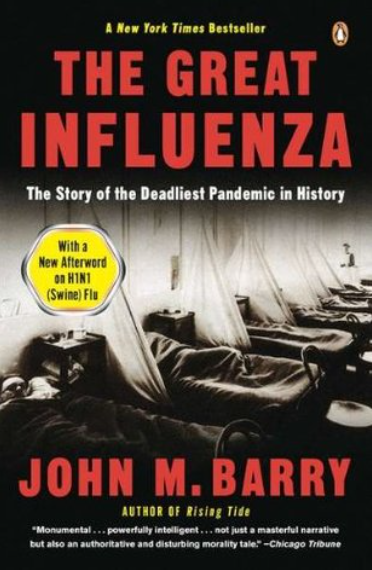 A New York Times Bestseller
THE GREAT
INFLUENZA
The Story of the Deadliest Pandemic in History
With a
New Afterword
on H1N1
(Swine) Flu
JOHN M. BARRY
AUTHOR OF Rising Tide
"Monumental . . . powerfully intelligent . . . not just a masterful narrative
but also an authoritative and disturbing morality tale." –Chicago Tribune